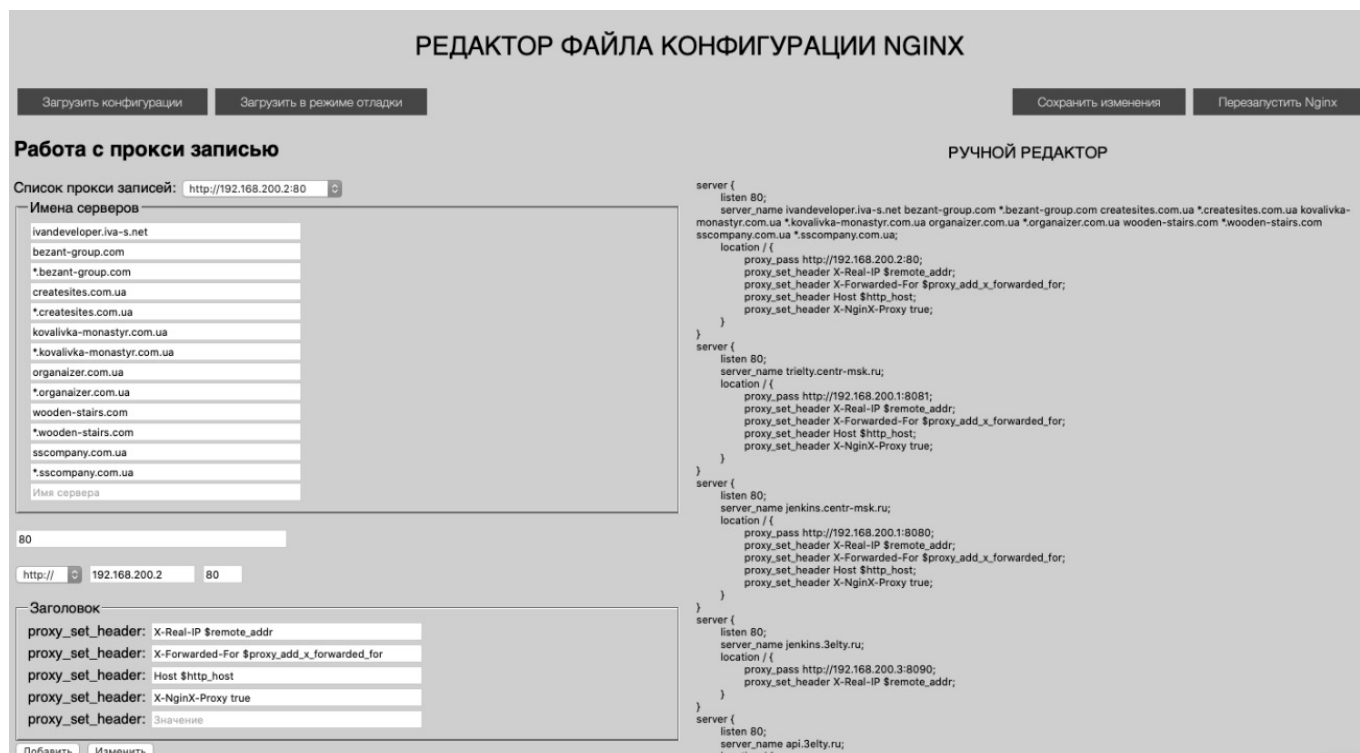 РЕДАКТОР ФАЙЛА КОНФИГУРАЦИИ NGINX
Загрузить конфигурации
Загрузить в режиме отладки
Сохранить изменения
Перезапустить Nginx
Работа с прокси записью
Список прокси записей: http://192.168.200.2:80
Имена серверов
ivandeveloper.iva-s.net
bezant-group.com
*.bezant-group.com
createsites.com.ua
*.createsites.com.ua
kovalivka-monastyr.com.ua
*.kovalivka-monastyr.com.ua
organaizer.com.ua
*.organaizer.com.ua
wooden-stairs.com
*.wooden-stairs.com
sscompany.com.ua
*.sscompany.com.ua
Имя сервера
80
http:// 192.168.200.2 80
Заголовок
proxy_set_header: X-Real-IP $remote_addr
proxy_set_header: X-Forwarded-For $proxy_add_x_forwarded_for
proxy_set_header: Host $http_host
proxy_set_header: X-NginX-Proxy true
proxy_set_header: Значение
Добавить Изменить
РУЧНОЙ РЕДАКТОР
server {
listen 80;
server_name ivandeveloper.iva-s.net bezant-group.com *.bezant-group.com createsites.com.ua *.createsites.com.ua kovalivka-
monastyr.com.ua *.kovalivka-monastyr.com.ua organaizer.com.ua *.organaizer.com.ua wooden-stairs.com *.wooden-stairs.com
sscompany.com.ua *.sscompany.com.ua;
location / {
proxy_pass http://192.168.200.2:80;
proxy_set_header X-Real-IP $remote_addr;
proxy_set_header X-Forwarded-For $proxy_add_x_forwarded_for;
proxy_set_header Host $http_host;
proxy_set_header X-NginX-Proxy true;
}
}
server {
listen 80;
server_name trielty.centr-msk.ru;
location / {
proxy_pass http://192.168.200.1:8081;
proxy_set_header X-Real-IP $remote_addr;
proxy_set_header X-Forwarded-For $proxy_add_x_forwarded_for;
proxy_set_header Host $http_host;
proxy_set_header X-NginX-Proxy true;
}
}
server {
listen 80;
server_name jenkins.centr-msk.ru;
location / {
proxy_pass http://192.168.200.1:8080;
proxy_set_header X-Real-IP $remote_addr;
proxy_set_header X-Forwarded-For $proxy_add_x_forwarded_for;
proxy_set_header Host $http_host;
proxy_set_header X-NginX-Proxy true;
}
}
server {
listen 80;
server_name jenkins.3elty.ru;
location / {
proxy_pass http://192.168.200.3:8090;
proxy_set_header X-Real-IP $remote_addr;
}
}
server {
listen 80;
server_name api.3elty.ru;